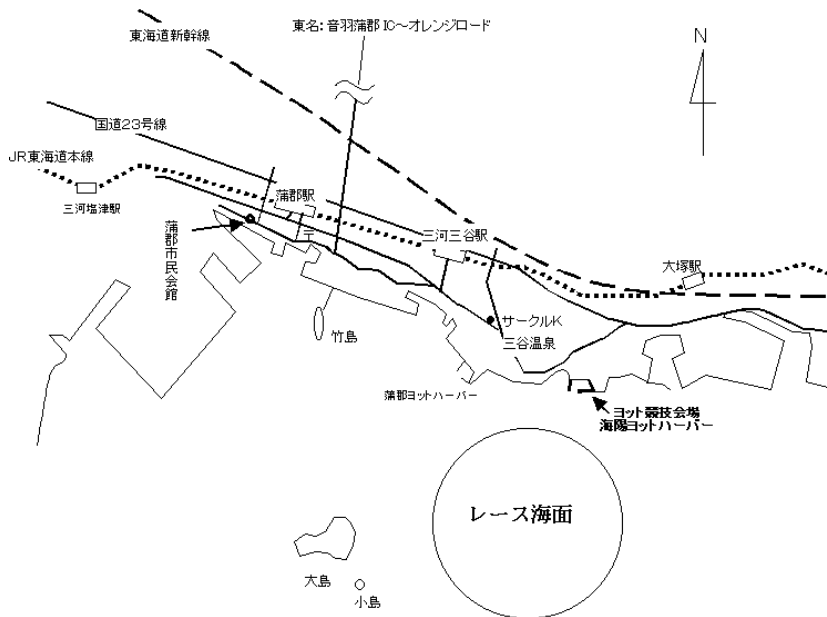 東名：音羽蒲郡IC～オレンジロード
東海道新幹線
N
国道23号線
JR東海道本線
三河塩津駅
蒲郡駅
〒
蒲郡市民会館
三河三谷駅
大塚駅
サークルK
三谷温泉
竹島
蒲郡ヨットハーバー
ヨット競技会場
海陽ヨットハーバー
レース海面
大島
小島